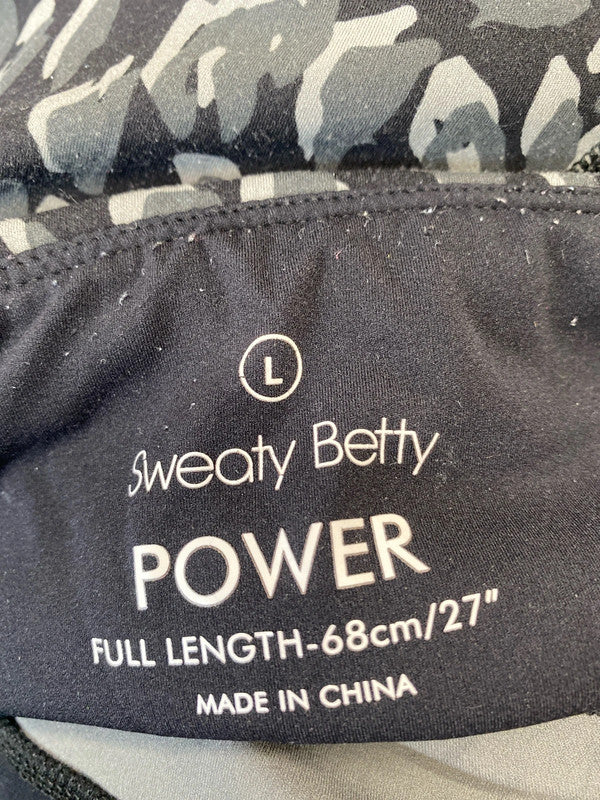 L
Sweaty Betty
POWER
FULL LENGTH-68cm/27"
MADE IN CHINA